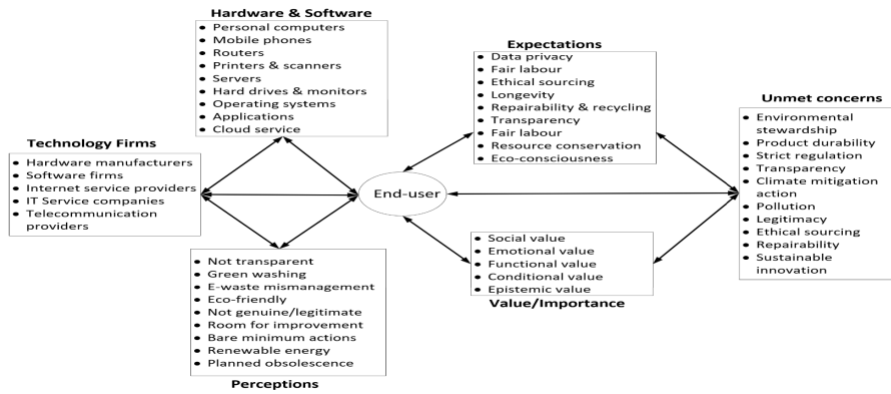 Hardware & Software
• Personal computers
• Mobile phones
• Routers
• Printers & scanners
• Servers
• Hard drives & monitors
• Operating systems
• Applications
• Cloud service
Technology Firms
• Hardware manufacturers
• Software firms
• Internet service providers
• IT Service companies
• Telecommunication
providers
• Not transparent
• Green washing
• E-waste mismanagement
• Eco-friendly
• Not genuine/legitimate
• Room for improvement
• Bare minimum actions
• Renewable energy
• Planned obsolescence
Perceptions
End-user
Expectations
• Data privacy
• Fair labour
• Ethical sourcing
• Longevity
• Repairability & recycling
• Transparency
• Fair labour
• Resource conservation
• Eco-consciousness
• Social value
• Emotional value
• Functional value
• Conditional value
• Epistemic value
Value/Importance
Unmet concerns
• Environmental
stewardship
• Product durability
• Strict regulation
• Transparency
• Climate mitigation
action
• Pollution
• Legitimacy
• Ethical sourcing
• Repairability
• Sustainable
innovation